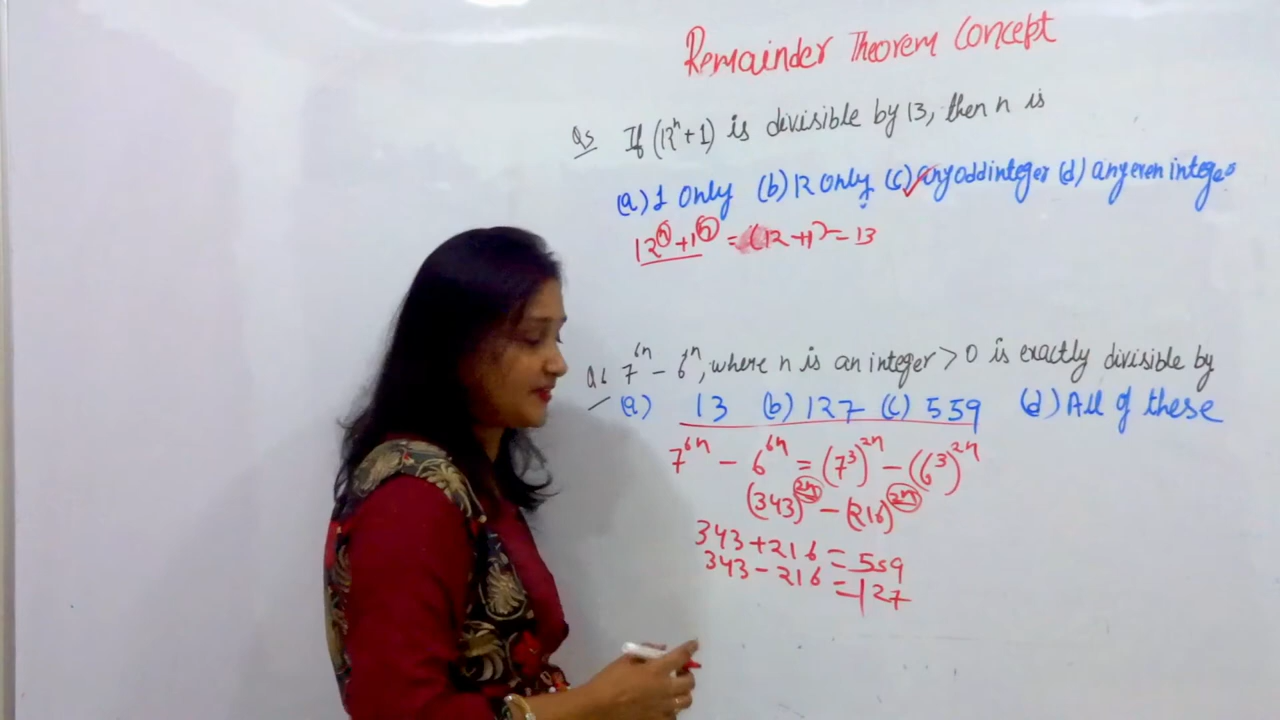 Remainder Theorem Concept
Q5 If (12ⁿ+1) is divisible by 13, then n is
(a) 1 only (b) 12 only (c) any odd integer (d) any even integer
12ⁿ+1ⁿ = (12+1) = 13
Q6 7⁶ⁿ - 6⁶ⁿ, where n is an integer > 0 is exactly divisible by
(a) 13 (b) 127 (c) 559 (d) All of these
7⁶ⁿ - 6⁶ⁿ = (7³)²ⁿ - (6³)²ⁿ
(343)²ⁿ - (216)²ⁿ
343+216 = 559
343-216 = 127